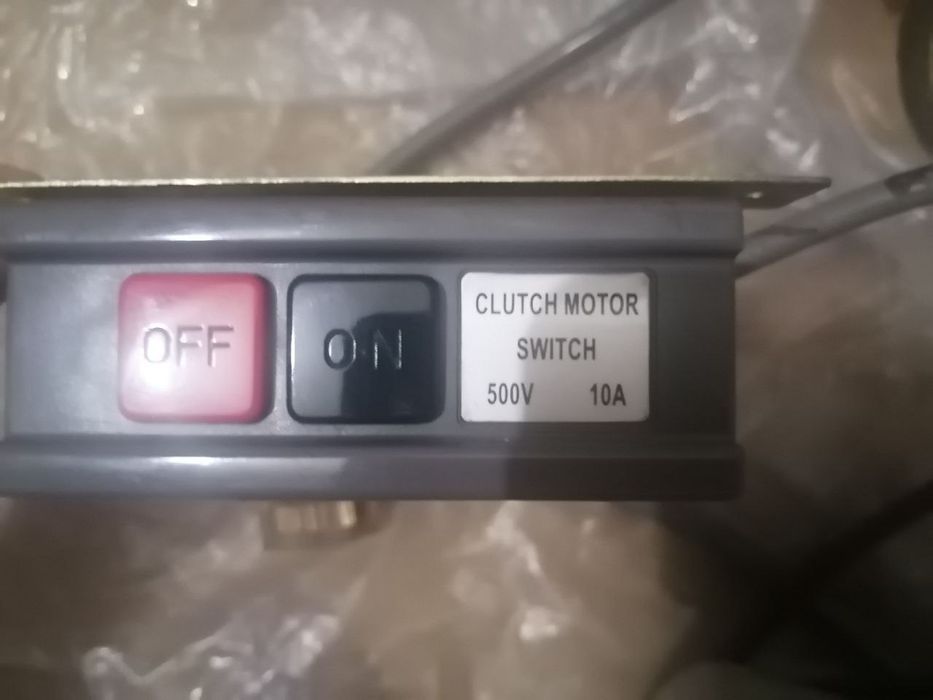 OFF
ON
CLUTCH MOTOR
SWITCH
500V 10A